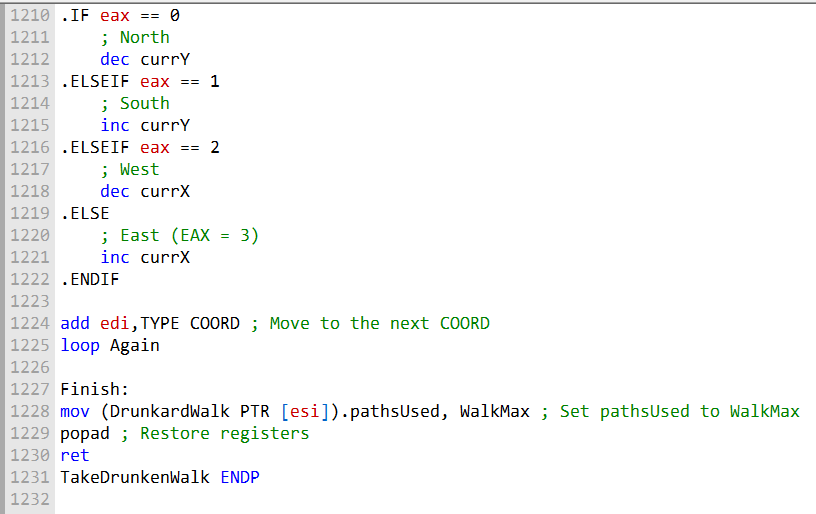 1210 .IF eax == 0
1211     ; North
1212     dec currY
1213 .ELSEIF eax == 1
1214     ; South
1215     inc currY
1216 .ELSEIF eax == 2
1217     ; West
1218     dec currX
1219 .ELSE
1220     ; East (EAX = 3)
1221     inc currX
1222 .ENDIF
1223
1224 add edi,TYPE COORD ; Move to the next COORD
1225 loop Again
1226
1227 Finish:
1228 mov (DrunkardWalk PTR [esi]).pathsUsed, WalkMax ; Set pathsUsed to WalkMax
1229 popad ; Restore registers
1230 ret
1231 TakeDrunkenWalk ENDP
1232